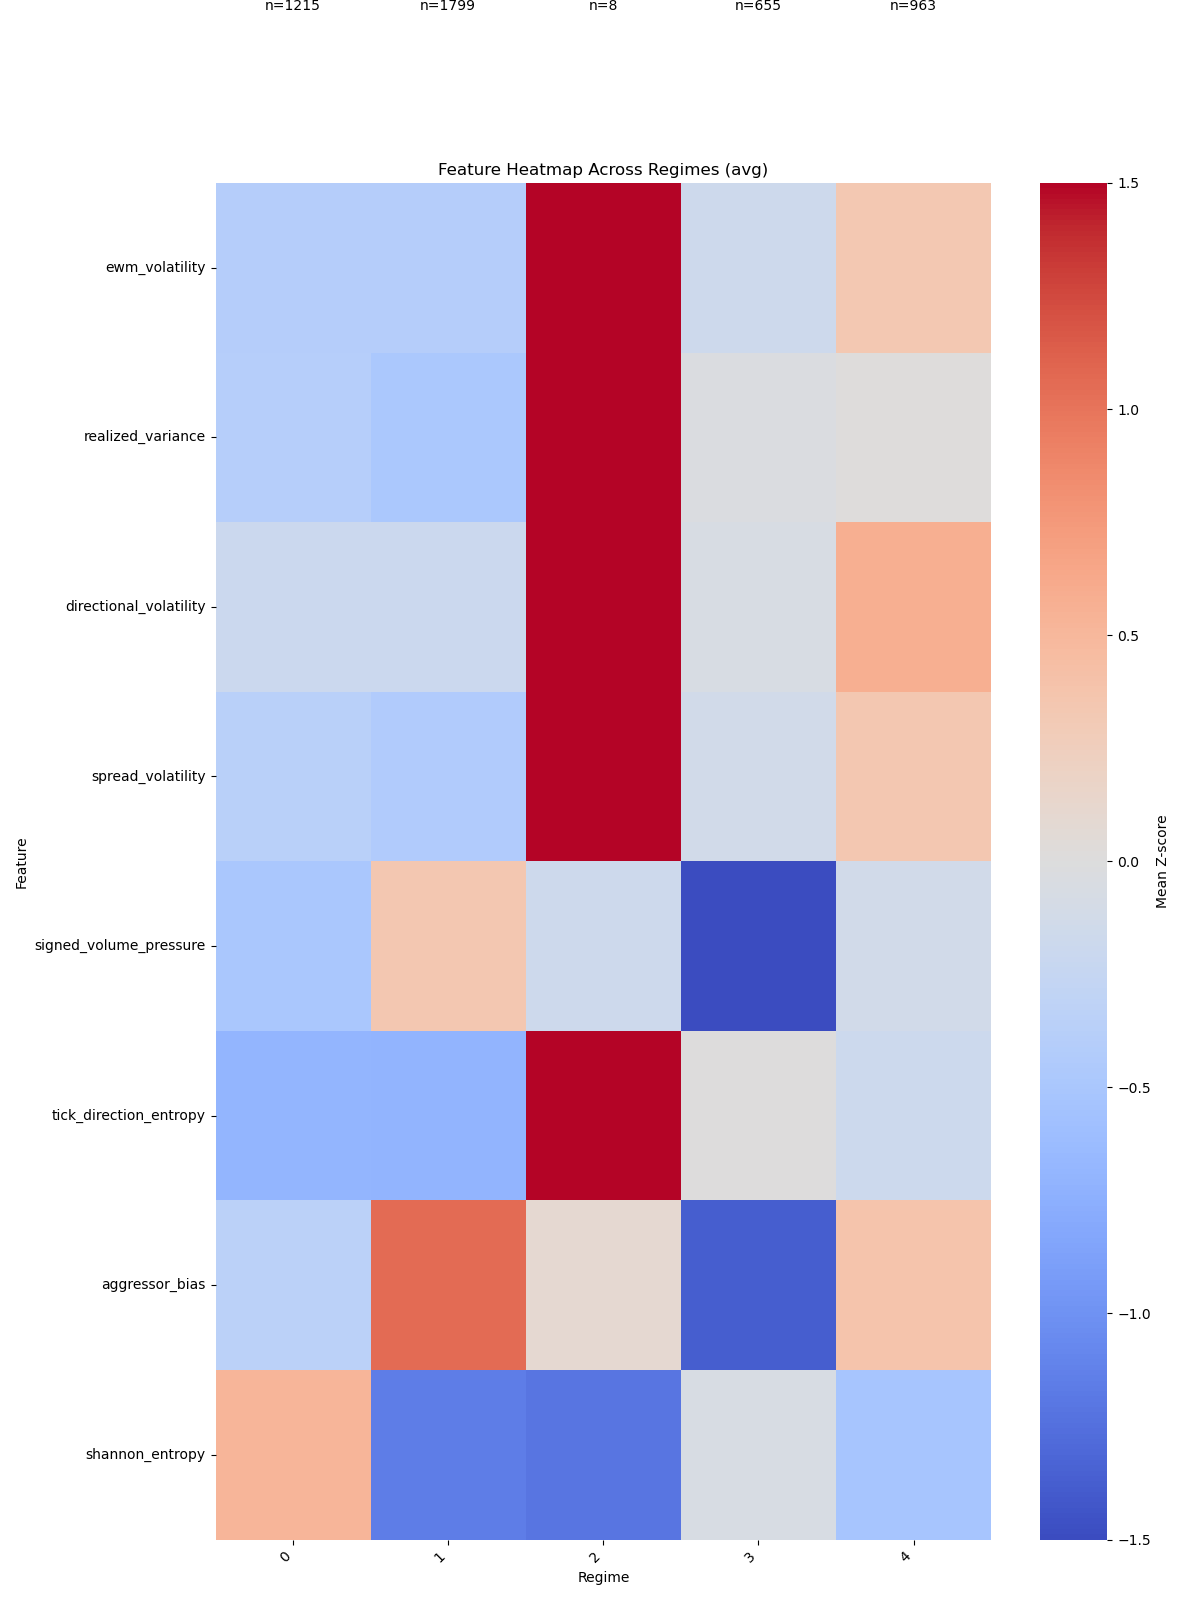 n=1215 n=1799 n=8 n=655 n=963
Feature Heatmap Across Regimes (avg)
ewm_volatility
realized_variance
directional_volatility
spread_volatility
signed_volume_pressure
tick_direction_entropy
aggressor_bias
shannon_entropy
Feature
0 1 2 3 4
Regime
1.5
1.0
0.5
0.0
−0.5
−1.0
−1.5
Mean Z-score